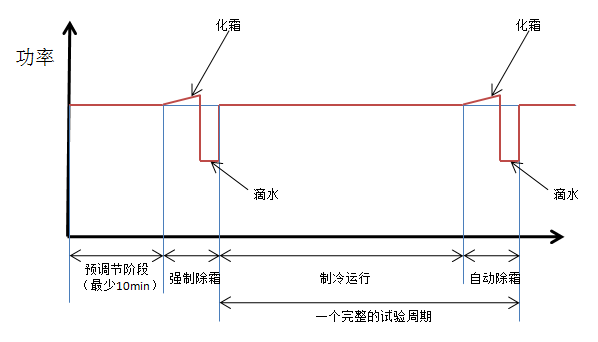 化霜
化霜
功率
滴水
滴水
预调节阶段
（最少10min）
强制除霜
制冷运行
自动除霜
一个完整的试验周期